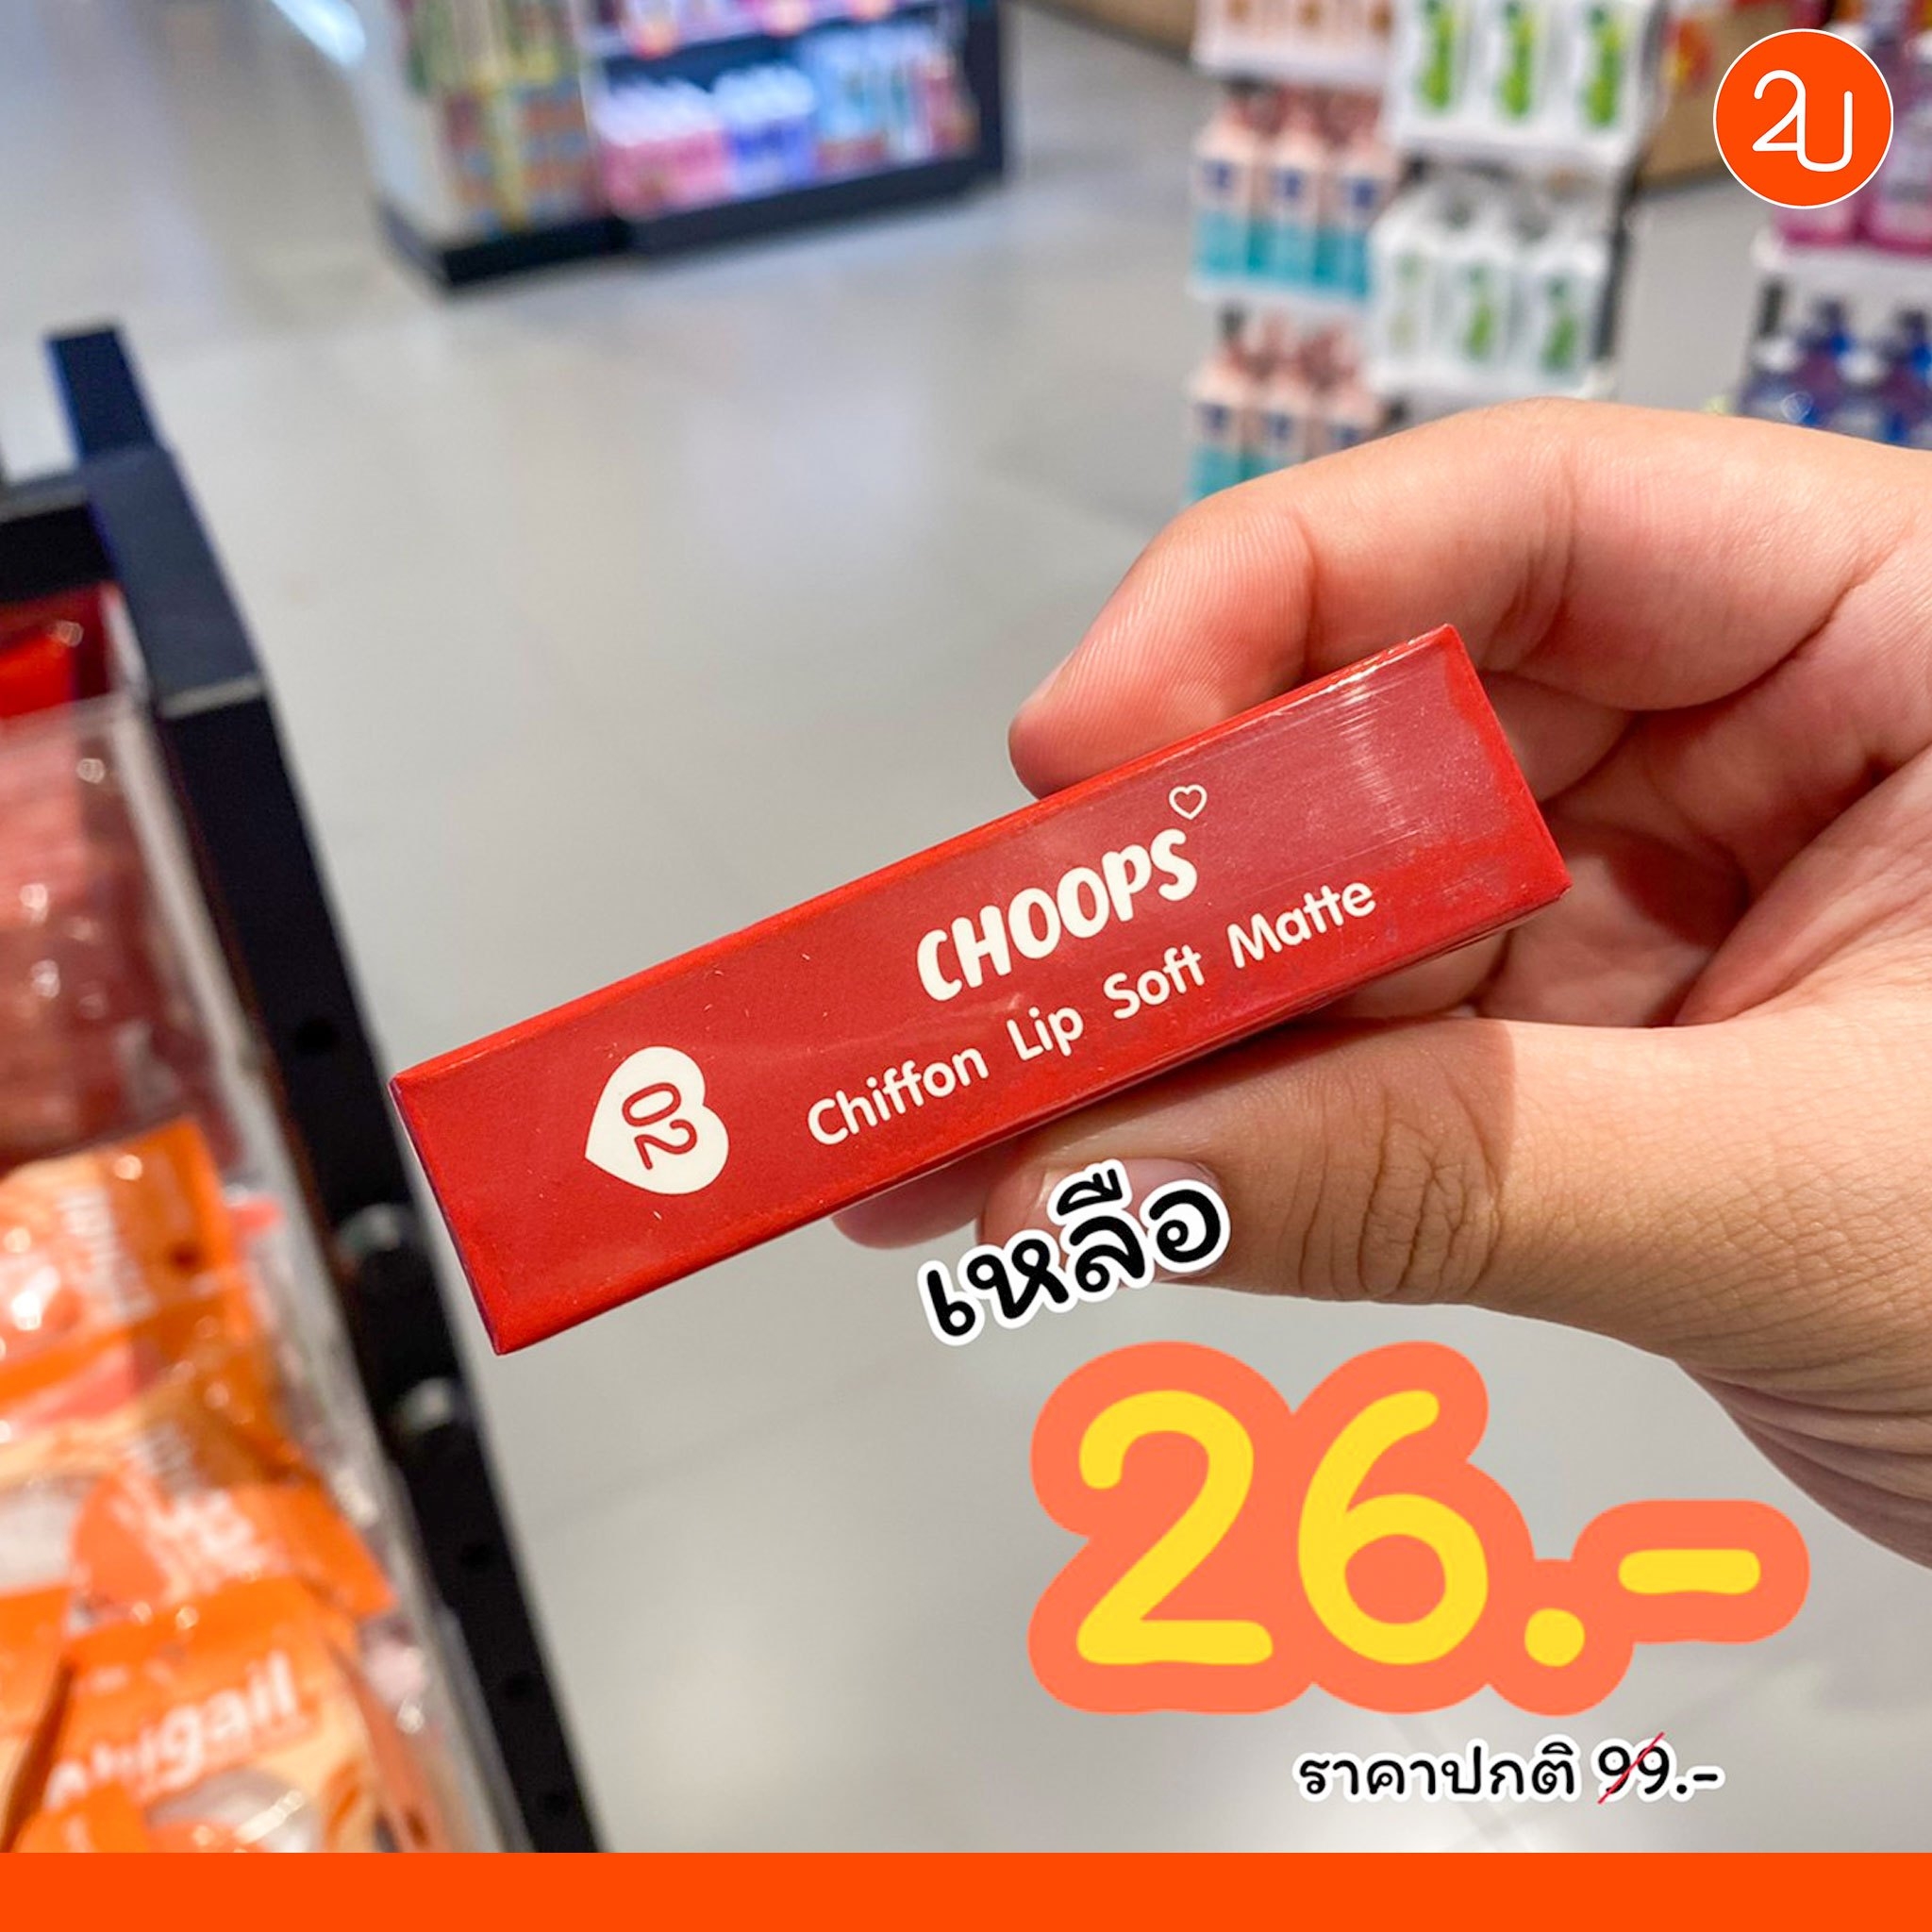 2U
CHOOPS
Chiffon Lip Soft Matte
02
เหลือ
26.-
ราคาปกติ 99.-